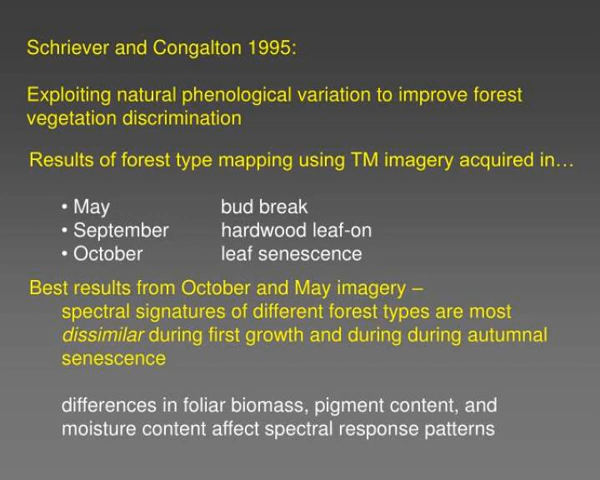 Schriever and Congalton 1995:
Exploiting natural phenological variation to improve forest
vegetation discrimination
Results of forest type mapping using TM imagery acquired in…
• May bud break
• September hardwood leaf-on
• October leaf senescence
Best results from October and May imagery –
spectral signatures of different forest types are most
dissimilar during first growth and during during autumnal
senescence
differences in foliar biomass, pigment content, and
moisture content affect spectral response patterns